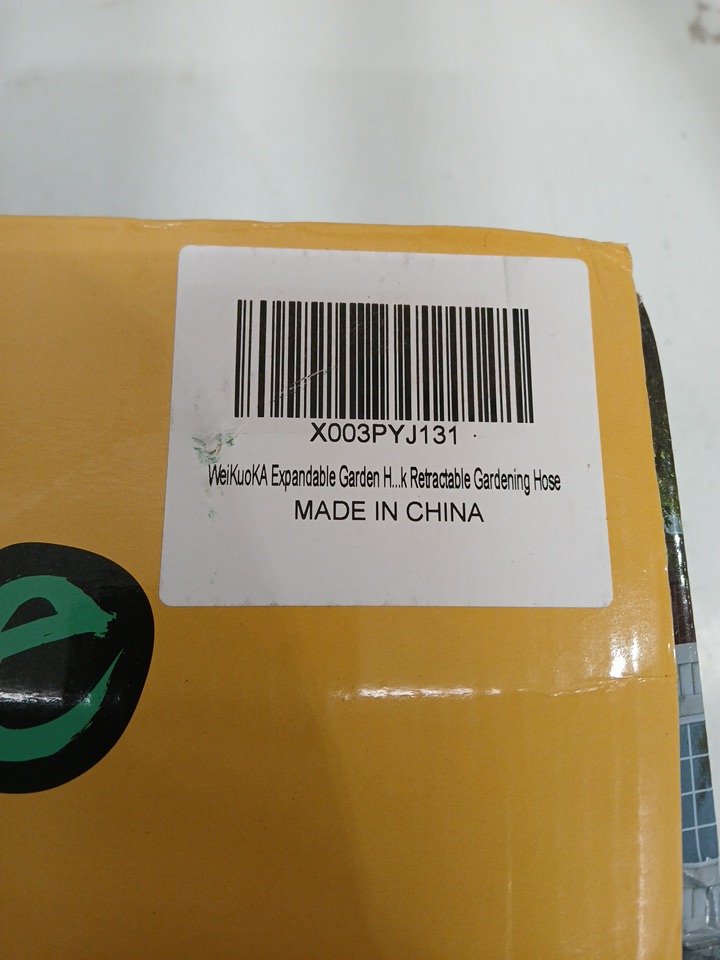 X003PYJ131
WeiKuoKA Expandable Garden H...k Retractable Gardening Hose
MADE IN CHINA
e